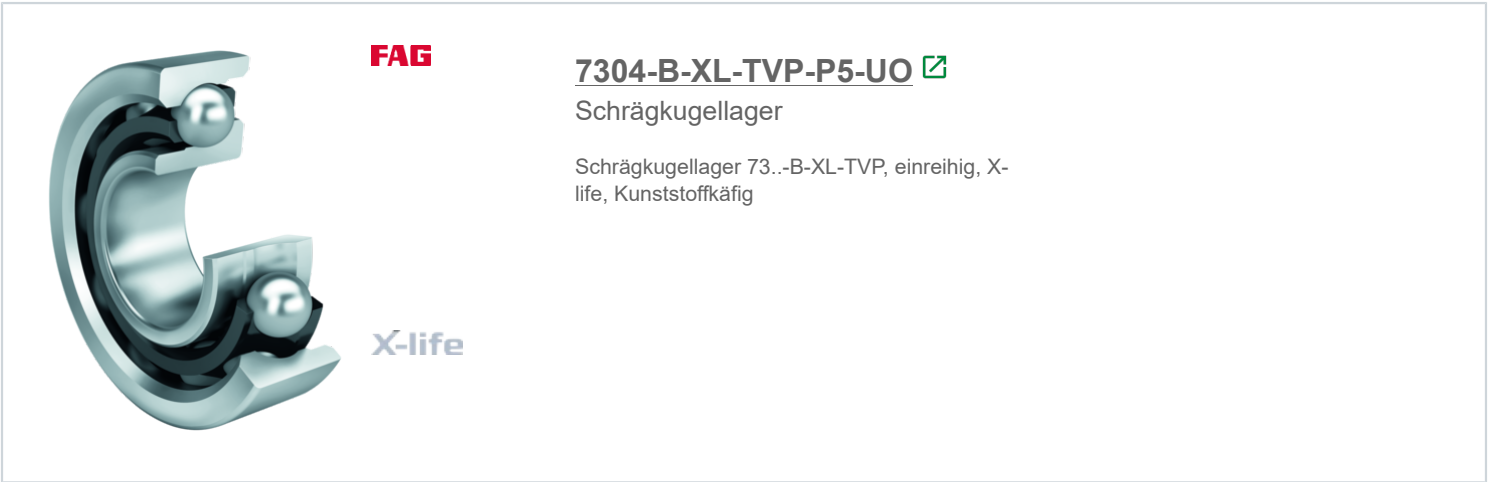 FAG
7304-B-XL-TVP-P5-UO
Schrägkugellager
Schrägkugellager 73..-B-XL-TVP, einreihig, X-
life, Kunststoffkäfig
X-life